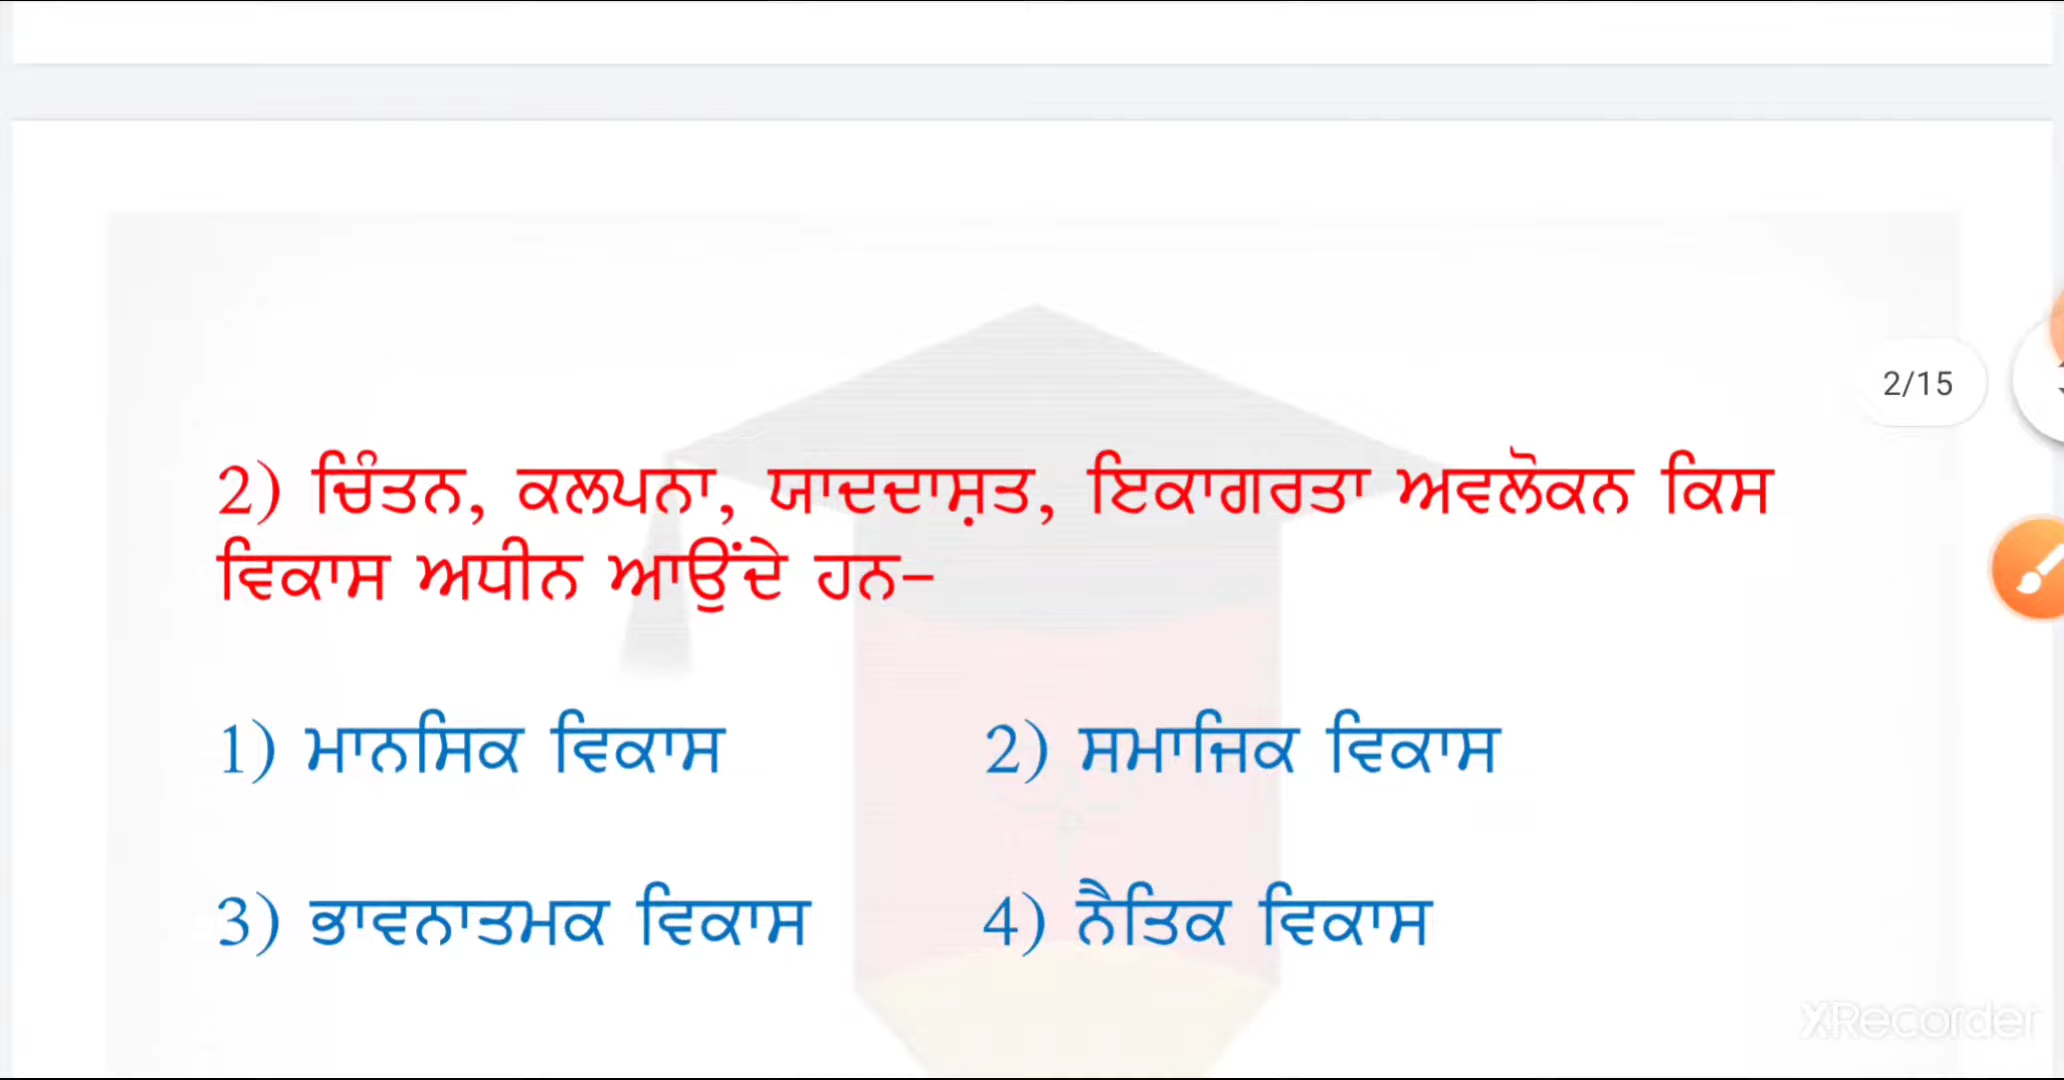 2/15
2) ਚਿੰਤਨ, ਕਲਪਨਾ, ਯਾਦਦਾਸ਼ਤ, ਇਕਾਗਰਤਾ ਅਵਲੋਕਨ ਕਿਸ
ਵਿਕਾਸ ਅਧੀਨ ਆਉਂਦੇ ਹਨ–
1) ਮਾਨਸਿਕ ਵਿਕਾਸ 2) ਸਮਾਜਿਕ ਵਿਕਾਸ
3) ਭਾਵਨਾਤਮਕ ਵਿਕਾਸ 4) ਨੈਤਿਕ ਵਿਕਾਸ
XRecorder